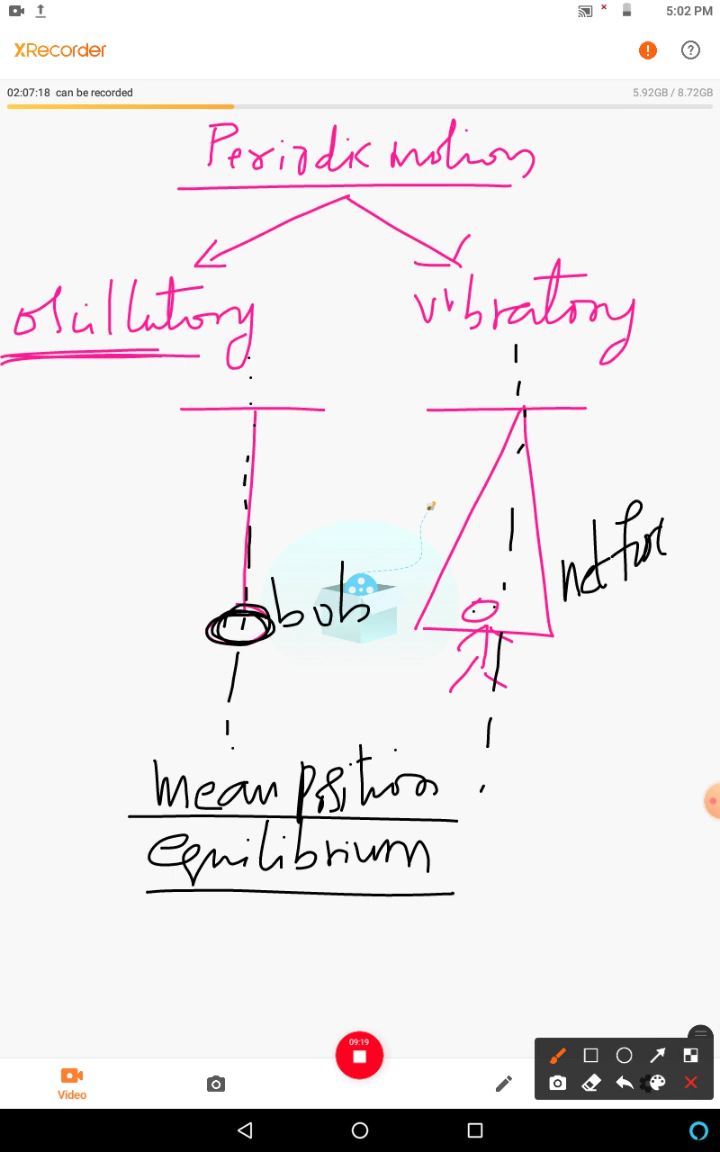 5:02 PM
XRecorder
02:07:18 can be recorded
5.92GB / 8.72GB
Periodic motion
oscillatory
vibratory
bob
mean position
equilibrium
09:19
Video